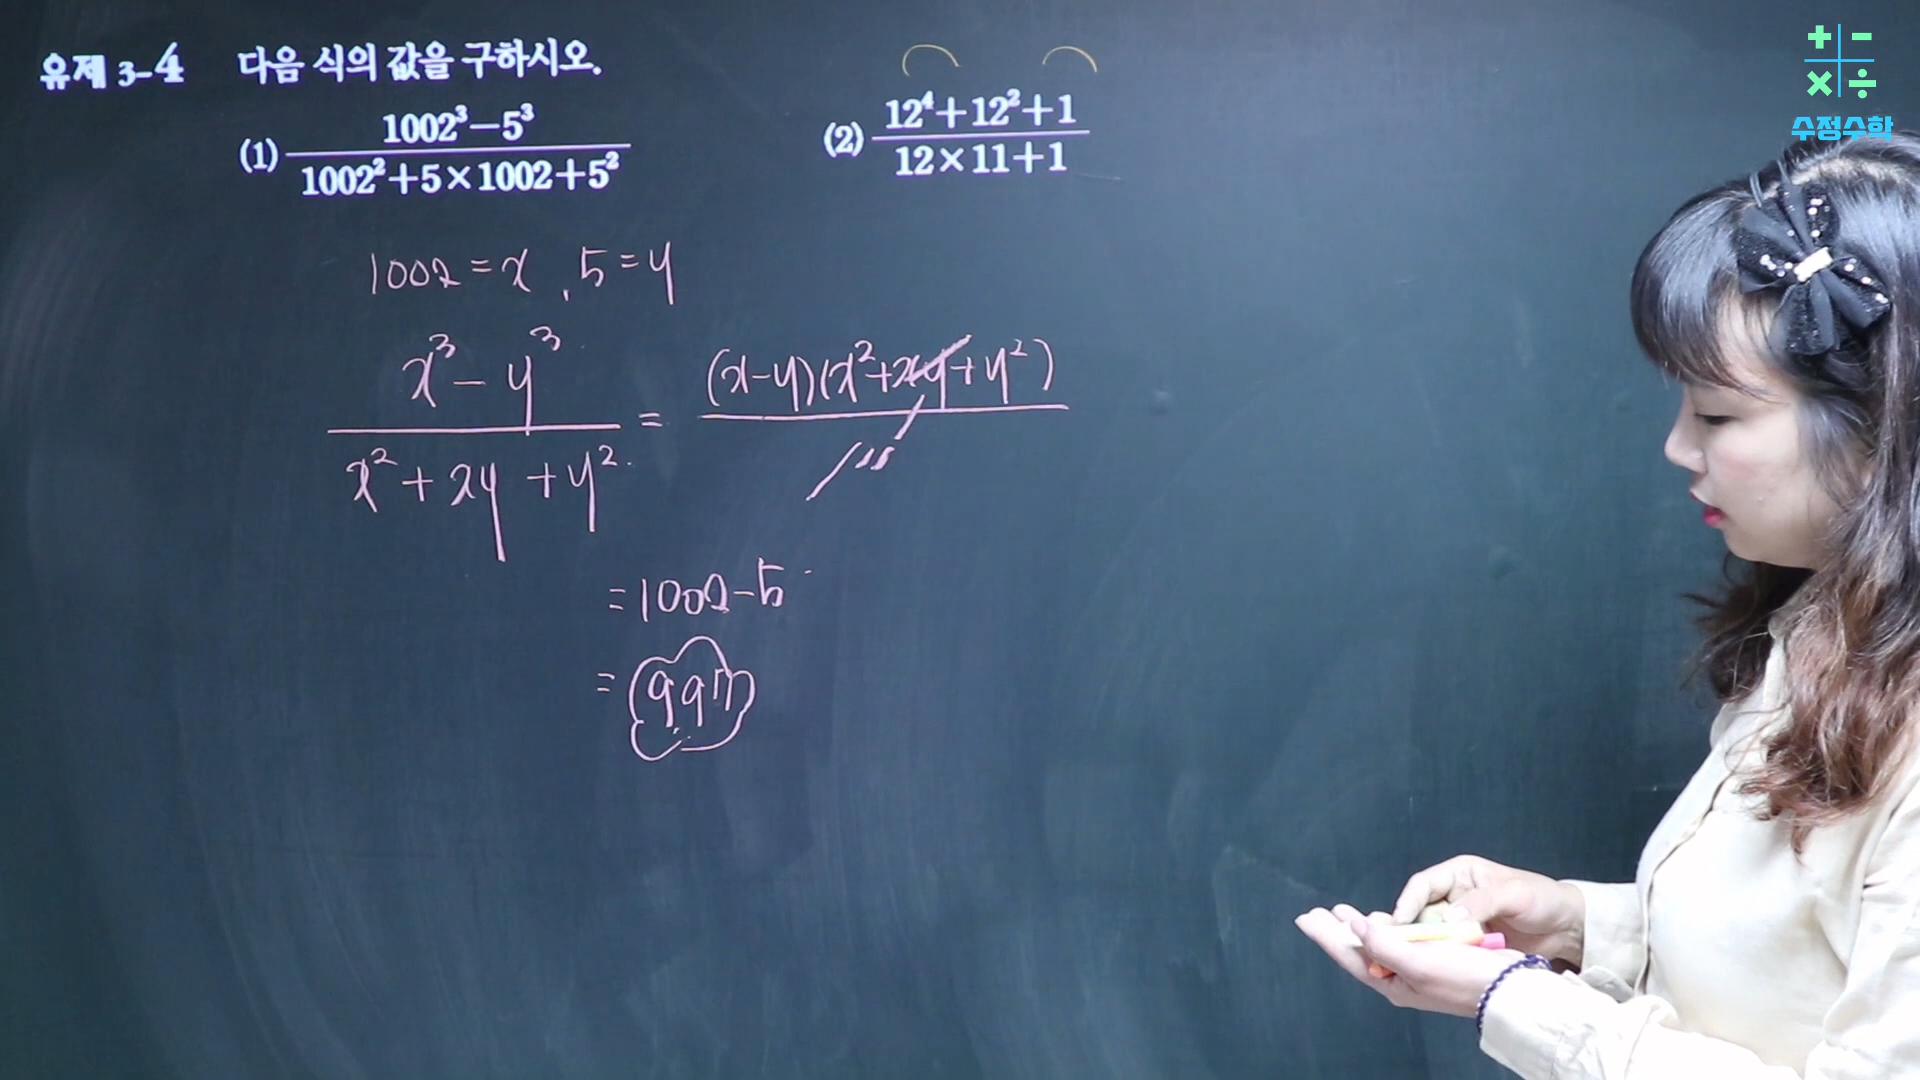 유제 3-4 다음 식의 값을 구하시오.
(1) 1002³-5³ / 1002²+5×1002+5²
(2) 12⁴+12²+1 / 12×11+1
1002=x, 5=y
x³-y³ / x²+xy+y² = (x-y)(x²+xy+y²) / 〃
=1002-5
=997
+ -
× ÷
수정수학